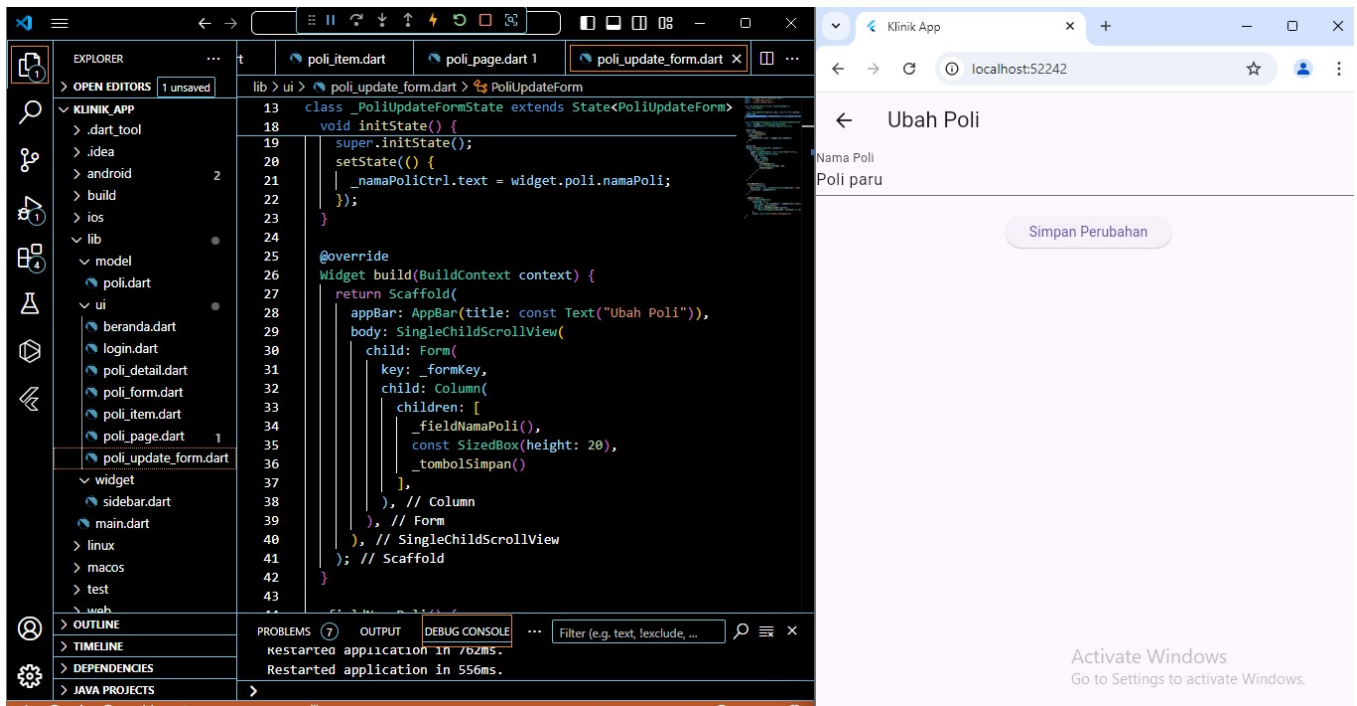 EXPLORER
OPEN EDITORS 1 unsaved
KLINIK_APP
.dart_tool
.idea
android 2
build
ios
lib
model
poli.dart
ui
beranda.dart
login.dart
poli_detail.dart
poli_form.dart
poli_item.dart
poli_page.dart 1
poli_update_form.dart
widget
sidebar.dart
main.dart
linux
macos
test
web
OUTLINE
TIMELINE
DEPENDENCIES
JAVA PROJECTS
1
1
4
t poli_item.dart poli_page.dart 1 poli_update_form.dart
lib > ui > poli_update_form.dart > PoliUpdateForm
13 class _PoliUpdateFormState extends State<PoliUpdateForm>
18 void initState() {
19 super.initState();
20 setState(() {
21 _namaPoliCtrl.text = widget.poli.namaPoli;
22 });
23 }
24
25 @override
26 Widget build(BuildContext context) {
27 return Scaffold(
28 appBar: AppBar(title: const Text("Ubah Poli")),
29 body: SingleChildScrollView(
30 child: Form(
31 key: _formKey,
32 child: Column(
33 children: [
34 _fieldNamaPoli(),
35 const SizedBox(height: 20),
36 _tombolSimpan()
37 ],
38 ), // Column
39 ), // Form
40 ), // SingleChildScrollView
41 ); // Scaffold
42 }
43
PROBLEMS 7 OUTPUT DEBUG CONSOLE ··· Filter (e.g. text, !exclude, ...
Restarted application in 762ms.
Restarted application in 556ms.
>
Klinik App
localhost:52242
Ubah Poli
Nama Poli
Poli paru
Simpan Perubahan
Activate Windows
Go to Settings to activate Windows.